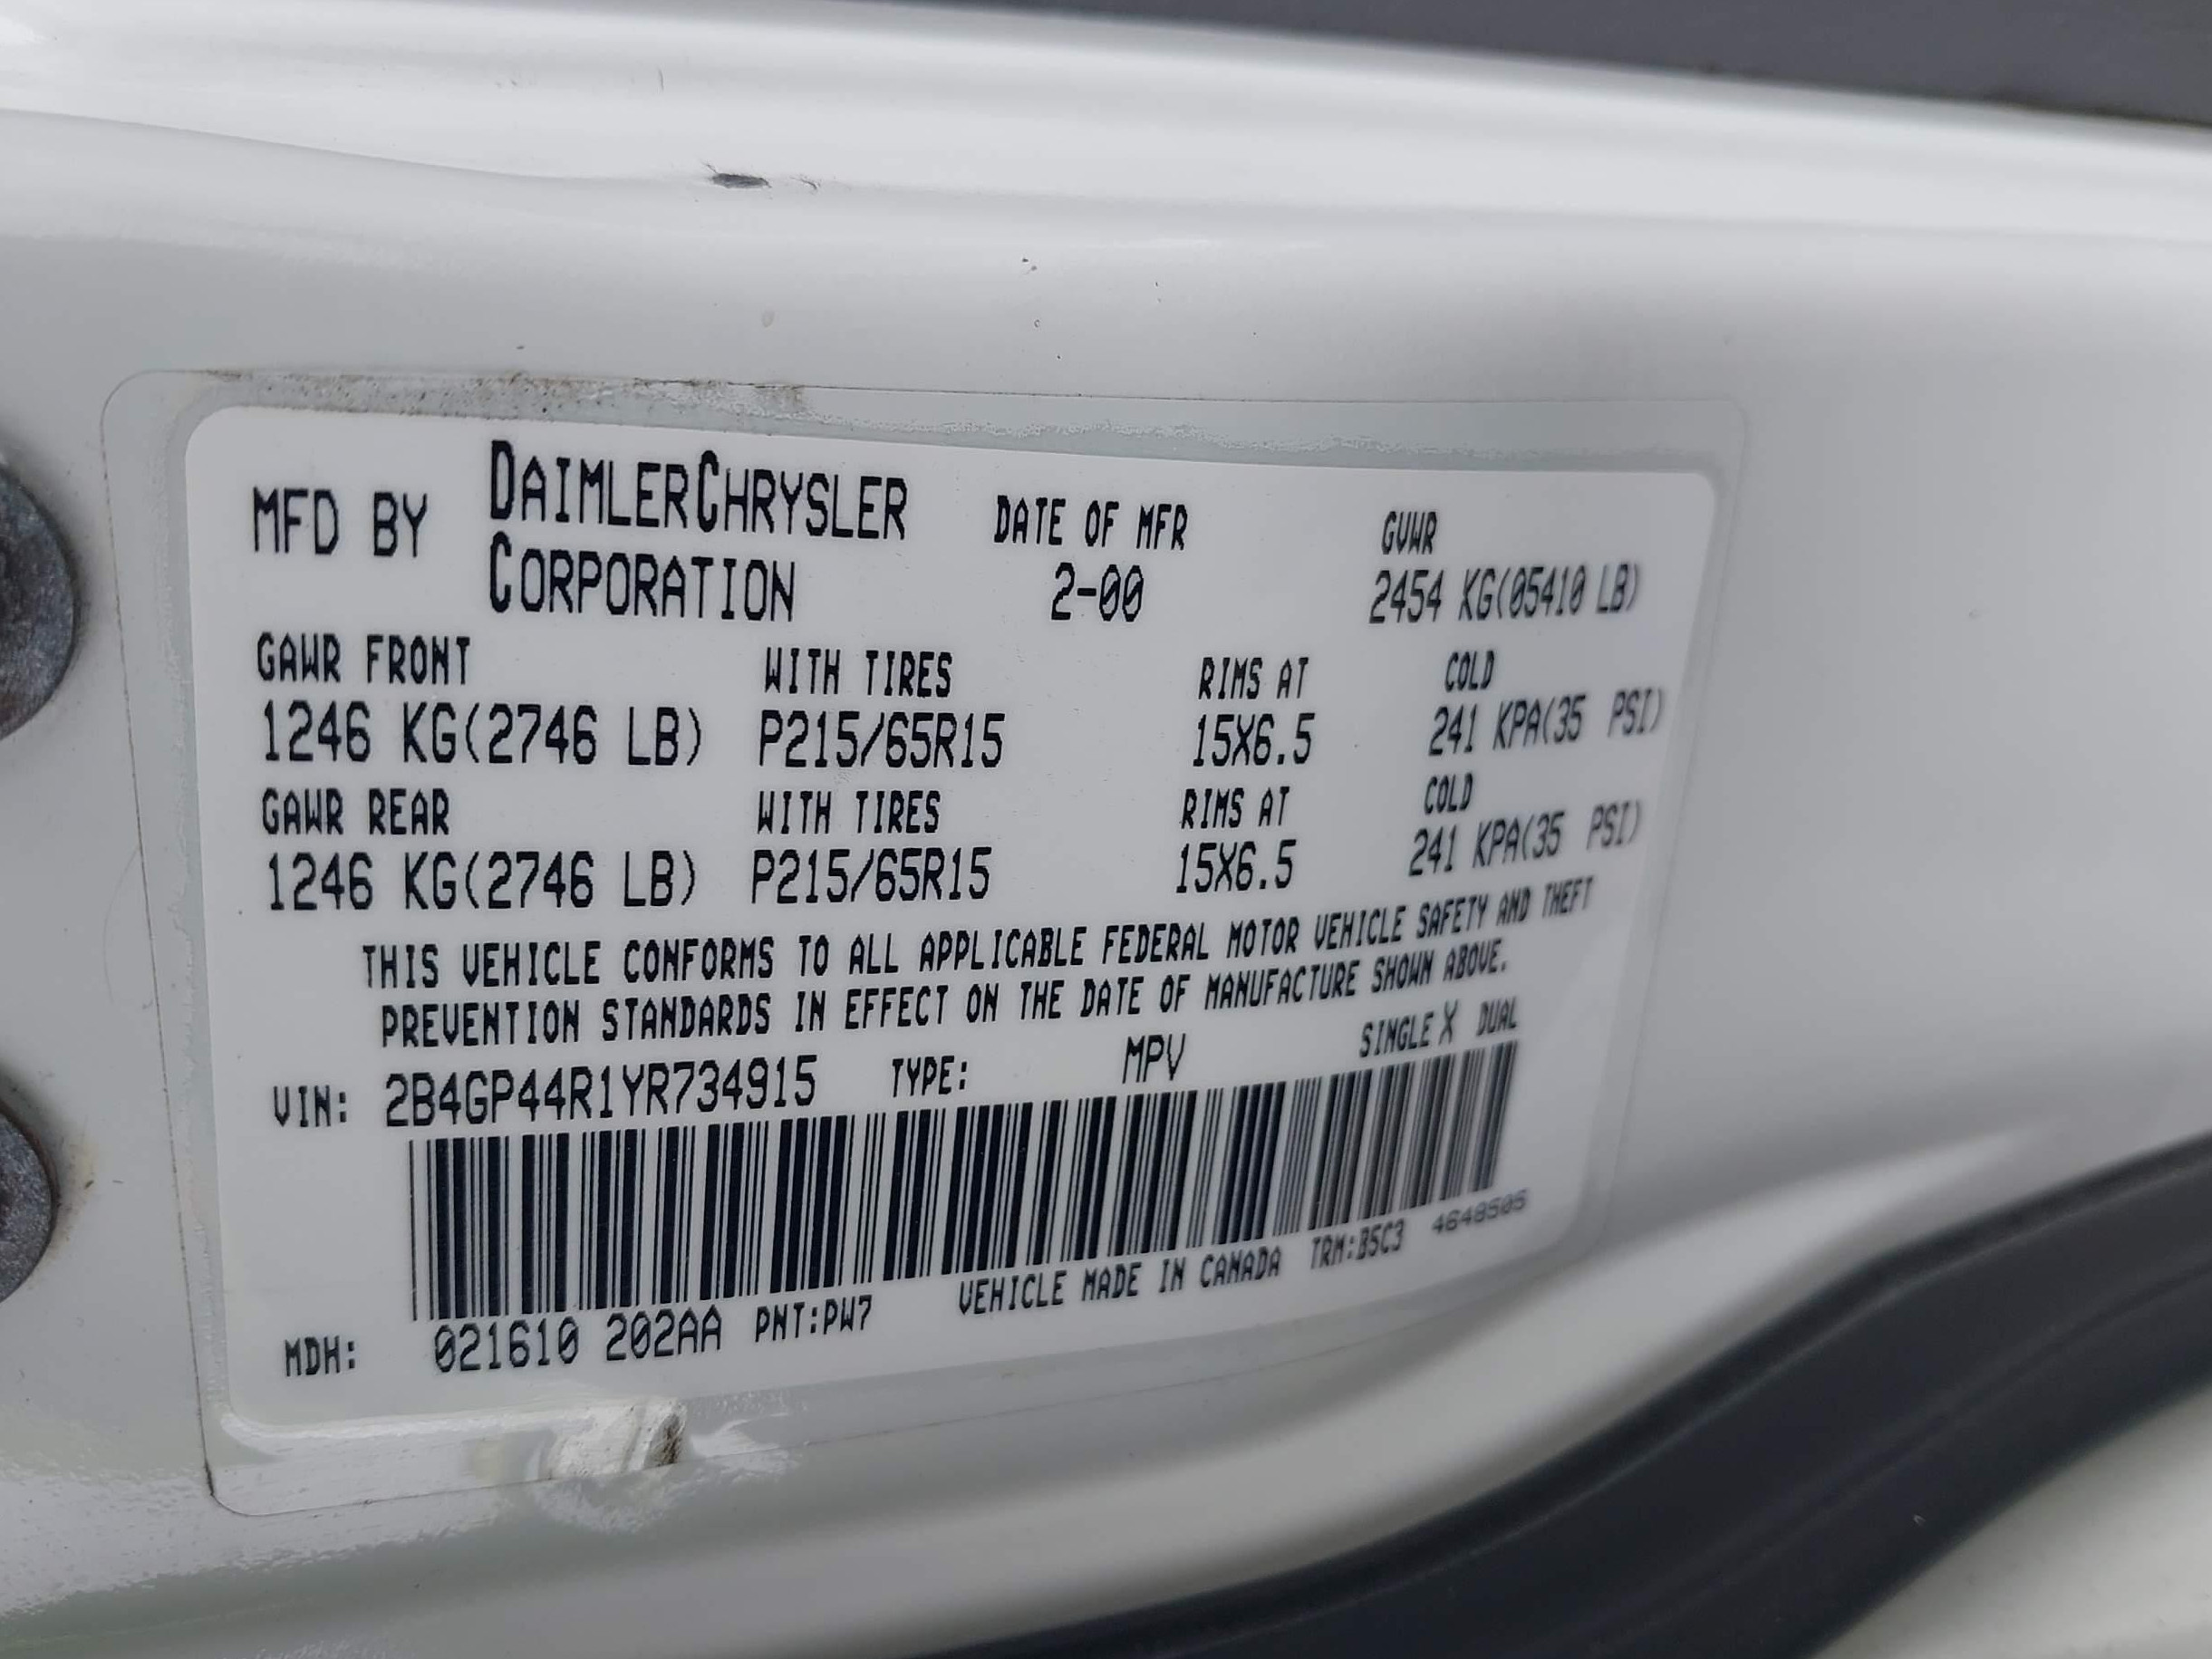 MFD BY DAIMLERCHRYSLER CORPORATION DATE OF MFR 2-00 GVWR 2454 KG(05410 LB)
GAWR FRONT WITH TIRES RIMS AT COLD
1246 KG(2746 LB) P215/65R15 15X6.5 241 KPA(35 PSI)
GAWR REAR WITH TIRES RIMS AT COLD
1246 KG(2746 LB) P215/65R15 15X6.5 241 KPA(35 PSI)
THIS VEHICLE CONFORMS TO ALL APPLICABLE FEDERAL MOTOR VEHICLE SAFETY AND THEFT
PREVENTION STANDARDS IN EFFECT ON THE DATE OF MANUFACTURE SHOWN ABOVE.
VIN: 2B4GP44R1YR734915 TYPE: MPV SINGLE X DUAL
MDH: 021610 202AA PNT:PW7 VEHICLE MADE IN CANADA TRM:B5C3 4648505